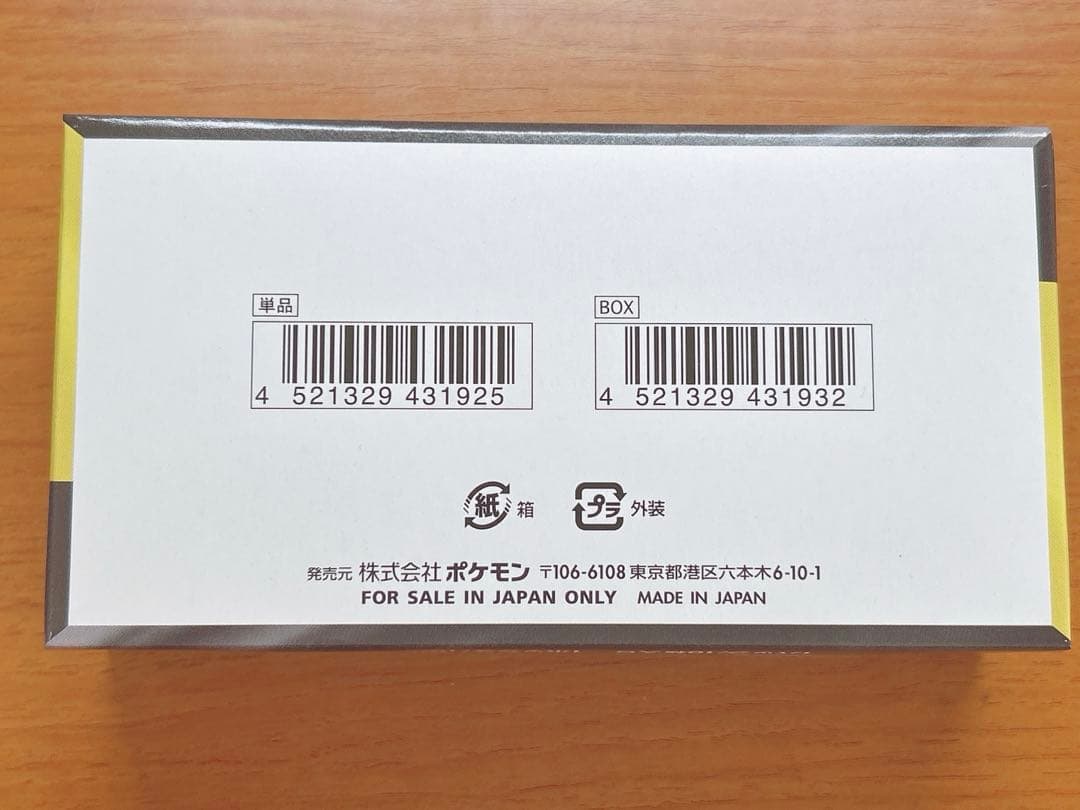 単品
4 521329 431925
BOX
4 521329 431932
紙 箱
プラ 外装
発売元 株式会社 ポケモン 〒106-6108 東京都港区六本木6-10-1
FOR SALE IN JAPAN ONLY MADE IN JAPAN